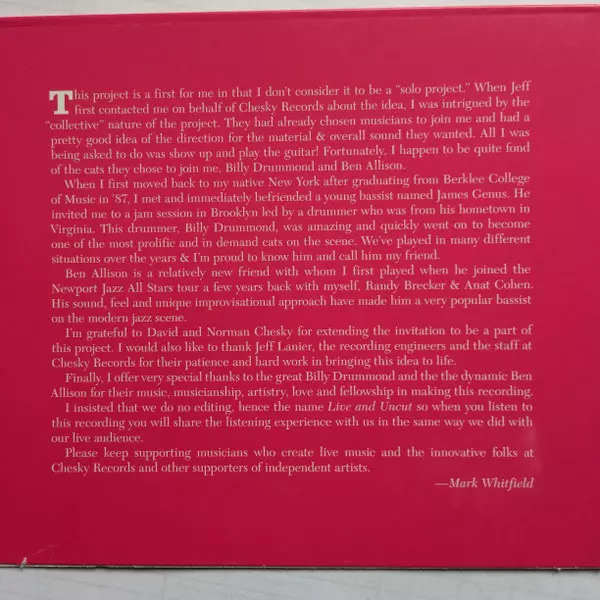 This project is a first for me in that I don't consider it to be a “solo project.” When Jeff
first contacted me on behalf of Chesky Records about the idea, I was intrigued by the
“collective” nature of the project. They had already chosen musicians to join me and had a
pretty good idea of the direction for the material & overall sound they wanted. All I was
being asked to do was show up and play the guitar! Fortunately, I happen to be quite fond
of the cats they chose to join me, Billy Drummond and Ben Allison.
When I first moved back to my native New York after graduating from Berklee College
of Music in '87, I met and immediately befriended a young bassist named James Genus. He
invited me to a jam session in Brooklyn led by a drummer who was from his hometown in
Virginia. This drummer, Billy Drummond, was amazing and quickly went on to become
one of the most prolific and in demand cats on the scene. We've played in many different
situations over the years & I'm proud to know him and call him my friend.
Ben Allison is a relatively new friend with whom I first played when he joined the
Newport Jazz All Stars tour a few years back with myself, Randy Brecker & Anat Cohen.
His sound, feel and unique improvisational approach have made him a very popular bassist
on the modern jazz scene.
I'm grateful to David and Norman Chesky for extending the invitation to be a part of
this project. I would also like to thank Jeff Lanier, the recording engineers and the staff at
Chesky Records for their patience and hard work in bringing this idea to life.
Finally, I offer very special thanks to the great Billy Drummond and the the dynamic Ben
Allison for their music, musicianship, artistry, love and fellowship in making this recording.
I insisted that we do no editing, hence the name Live and Uncut so when you listen to
this recording you will share the listening experience with us in the same way we did with
our live audience.
Please keep supporting musicians who create live music and the innovative folks at
Chesky Records and other supporters of independent artists.
—Mark Whitfield